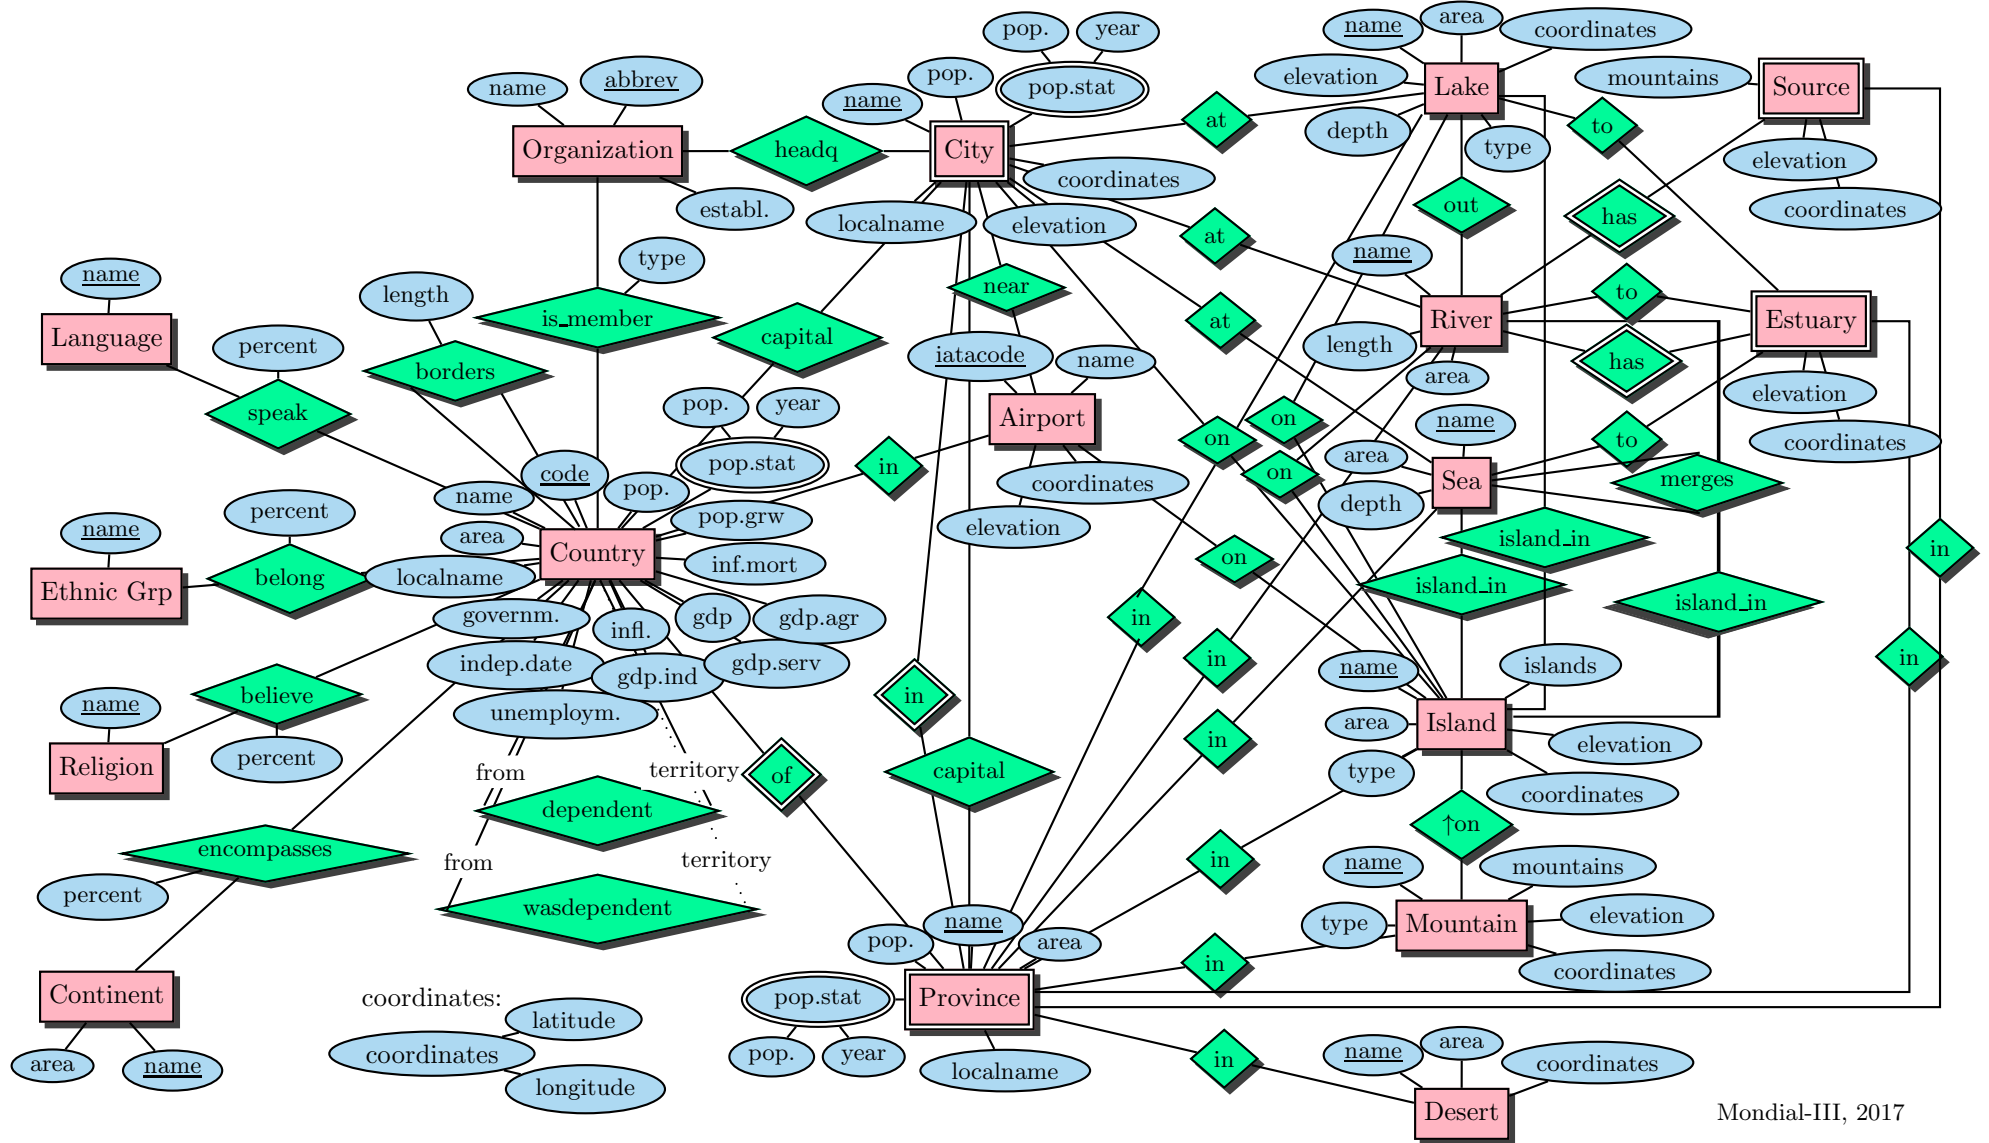 pop.
year
name
area
coordinates
name
abbrev
pop.
pop.stat
elevation
Lake
mountains
Source
name
at
depth
type
to
Organization
headq
City
elevation
coordinates
establ.
localname
elevation
coordinates
out
has
at
type
name
name
length
is_member
near
to
Language
River
Estuary
at
percent
capital
length
has
borders
iatacode
name
area
elevation
speak
pop.
year
Airport
on
on
name
to
coordinates
code
pop.stat
in
area
Sea
merges
name
pop.
coordinates
on
depth
percent
pop.grw
name
elevation
area
Country
inf.mort
on
island_in
in
localname
belong
Ethnic Grp
island_in
island_in
governm.
infl.
gdp
gdp.agr
in
indep.date
gdp.ind
gdp.serv
in
name
islands
in
believe
in
name
unemploym.
area
Island
in
elevation
percent
Religion
from
territory
of
capital
type
coordinates
dependent
↑on
encompasses
from
territory
in
name
mountains
percent
wasdependent
name
type
Mountain
elevation
pop.
area
in
coordinates
Continent
coordinates:
pop.stat
Province
latitude
area
name
coordinates
pop.
year
in
name
area
coordinates
localname
longitude
Desert
Mondial-III, 2017